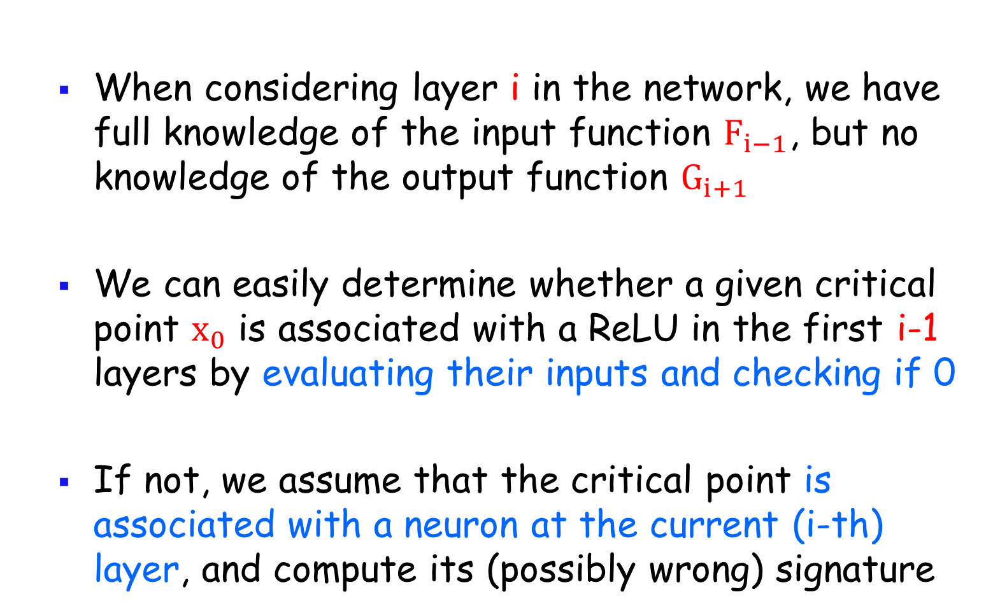 ▪ When considering layer i in the network, we have
full knowledge of the input function F_{i−1}, but no
knowledge of the output function G_{i+1}
▪ We can easily determine whether a given critical
point x_0 is associated with a ReLU in the first i-1
layers by evaluating their inputs and checking if 0
▪ If not, we assume that the critical point is
associated with a neuron at the current (i-th)
layer, and compute its (possibly wrong) signature